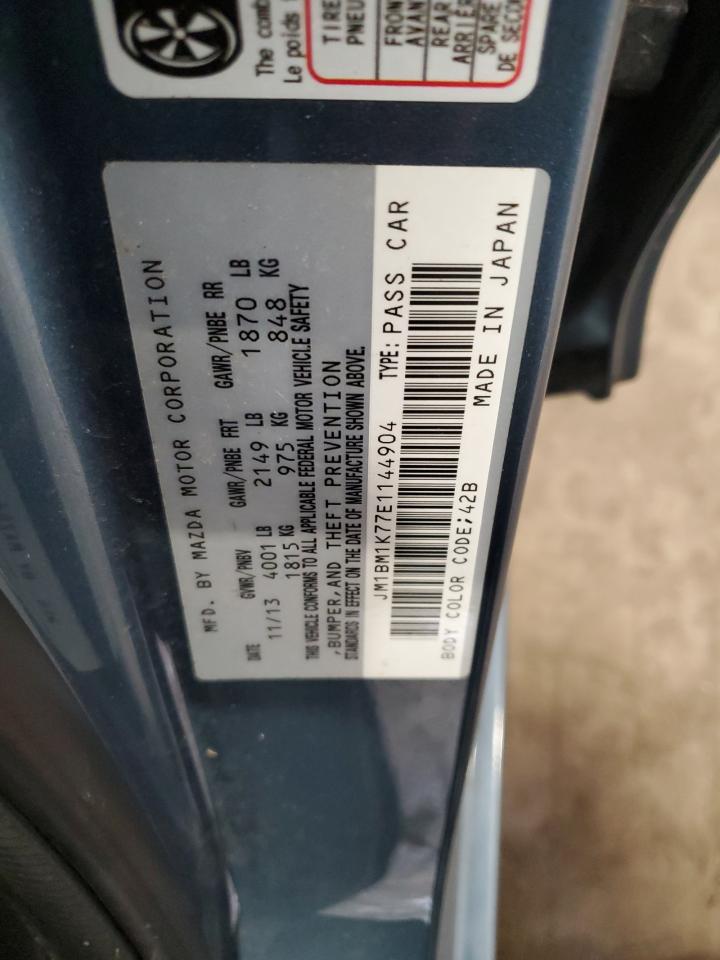 The comb
Le poids
TIRE
PNEU
FRON
AVAN
REAR
ARRIÈR
SPARE
DE SECO
MFD. BY MAZDA MOTOR CORPORATION
DATE GVWR/PNBV GAWR/PNBE FRT GAWR/PNBE RR
11/13 4001 LB 2149 LB 1870 LB
1815 KG 975 KG 848 KG
THIS VEHICLE CONFORMS TO ALL APPLICABLE FEDERAL MOTOR VEHICLE SAFETY
,BUMPER,AND THEFT PREVENTION
STANDARDS IN EFFECT ON THE DATE OF MANUFACTURE SHOWN ABOVE.
JM1BM1K77E1144904 TYPE:PASS CAR
BODY COLOR CODE;42B MADE IN JAPAN